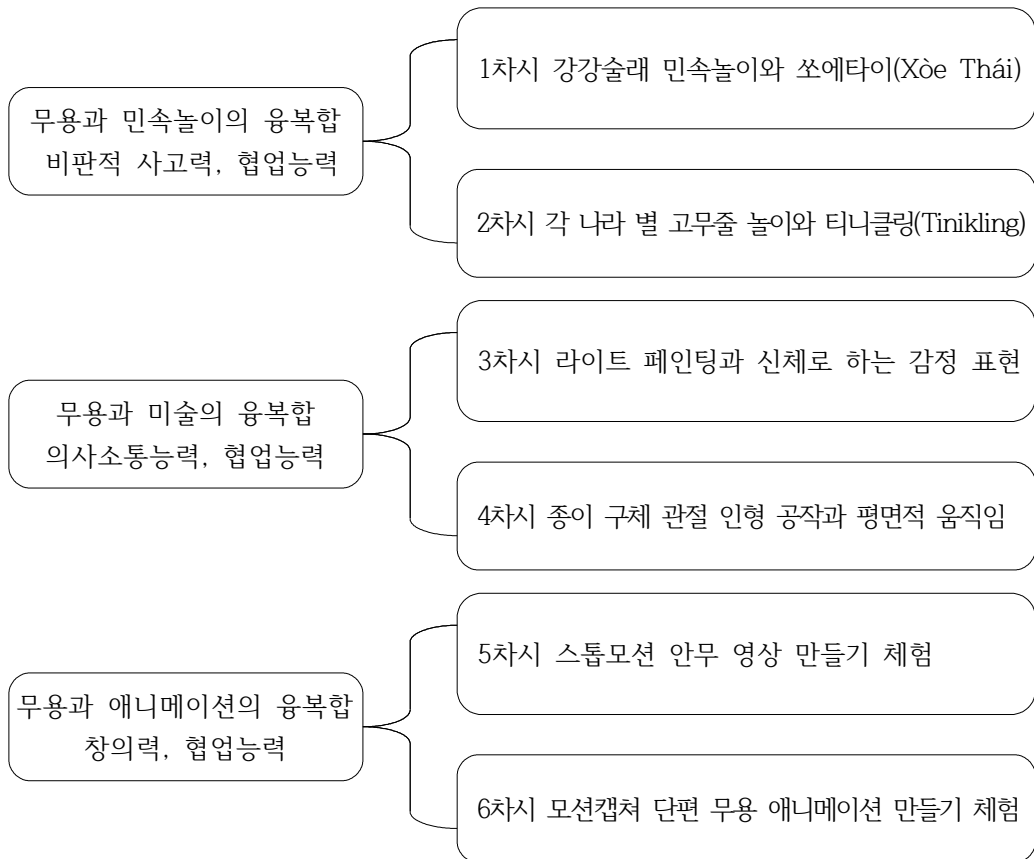 1차시 강강술래 민속놀이와 쏘에타이(Xòe Thái)
무용과 민속놀이의 융복합
비판적 사고력, 협업능력
2차시 각 나라 별 고무줄 놀이와 티니클링(Tinikling)
3차시 라이트 페인팅과 신체로 하는 감정 표현
무용과 미술의 융복합
의사소통능력, 협업능력
4차시 종이 구체 관절 인형 공작과 평면적 움직임
5차시 스톱모션 안무 영상 만들기 체험
무용과 애니메이션의 융복합
창의력, 협업능력
6차시 모션캡쳐 단편 무용 애니메이션 만들기 체험